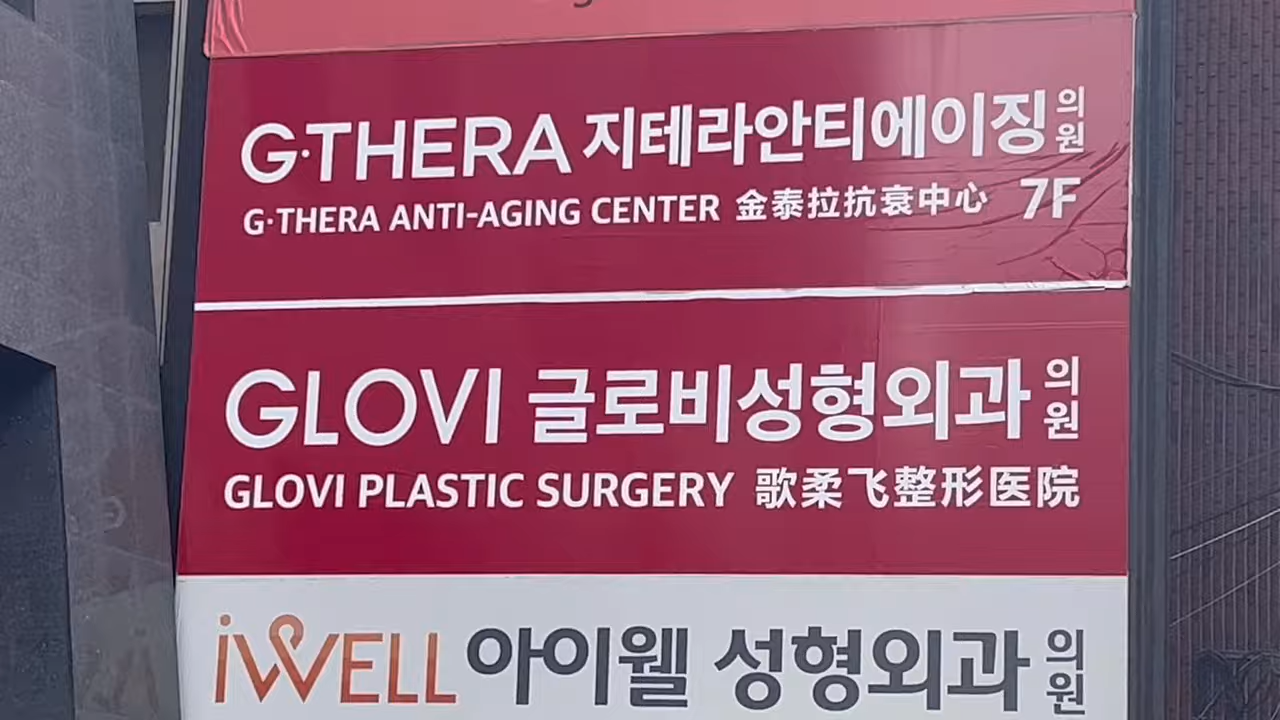 G·THERA 지테라안티에이징 의원
G·THERA ANTI-AGING CENTER 金泰拉抗衰中心 7F
GLOVI 글로비성형외과 의원
GLOVI PLASTIC SURGERY 歌柔飞整形医院
iWELL 아이웰 성형외과 의원